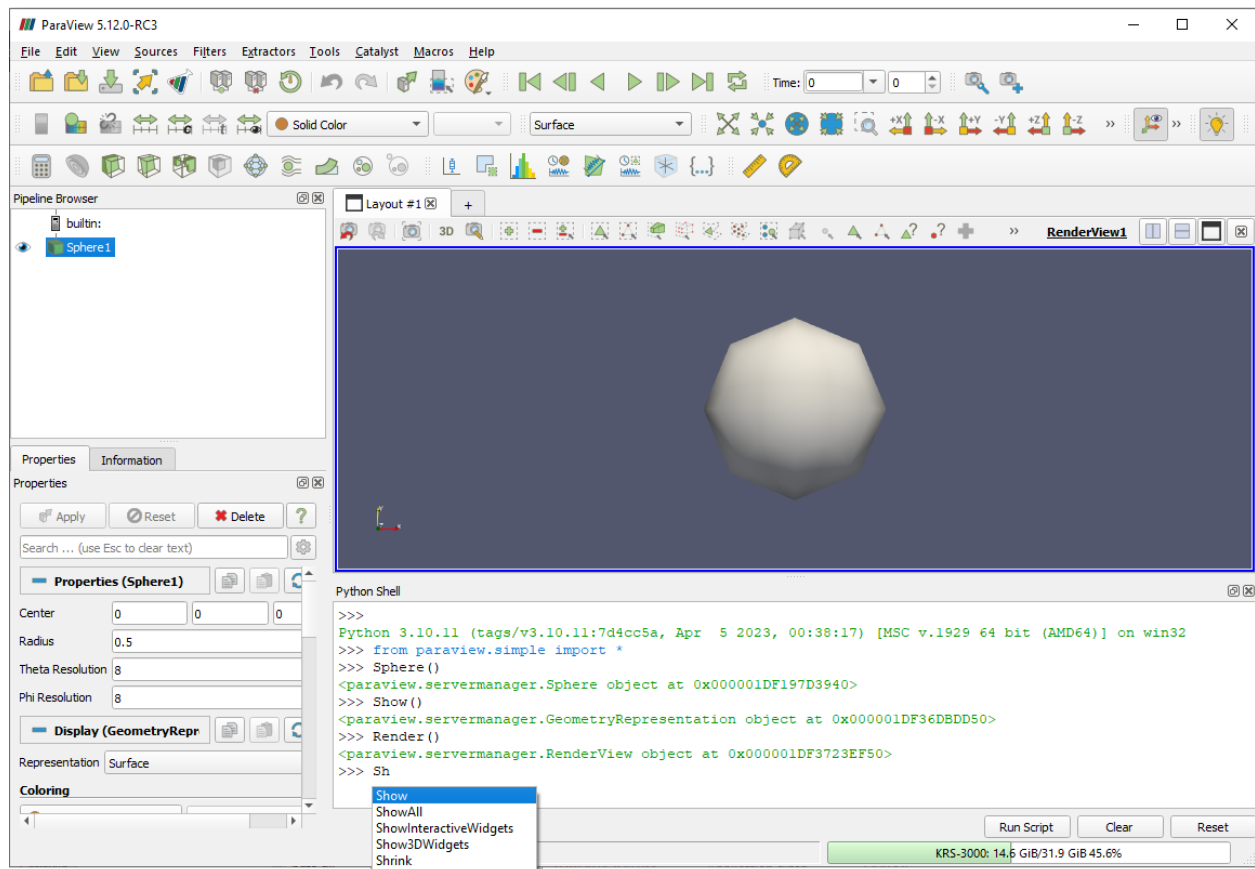 ParaView 5.12.0-RC3
File Edit View Sources Filters Extractors Tools Catalyst Macros Help
Time: 0 0
Solid Color Surface +X -X +Y -Y +Z -Z
Pipeline Browser
builtin:
Sphere1
Layout #1 +
3D RenderView1
Properties Information
Properties
Apply Reset Delete ?
Search ... (use Esc to clear text)
Properties (Sphere1)
Center 0 0 0
Radius 0.5
Theta Resolution 8
Phi Resolution 8
Display (GeometryRepr
Representation Surface
Coloring
Python Shell
>>>
Python 3.10.11 (tags/v3.10.11:7d4cc5a, Apr  5 2023, 00:38:17) [MSC v.1929 64 bit (AMD64)] on win32
>>> from paraview.simple import *
>>> Sphere()
<paraview.servermanager.Sphere object at 0x000001DF197D3940>
>>> Show()
<paraview.servermanager.GeometryRepresentation object at 0x000001DF36DBDD50>
>>> Render()
<paraview.servermanager.RenderView object at 0x000001DF3723EF50>
>>> Sh
Show
ShowAll
ShowInteractiveWidgets
Show3DWidgets
Shrink
Run Script Clear Reset
KRS-3000: 14.6 GiB/31.9 GiB 45.6%